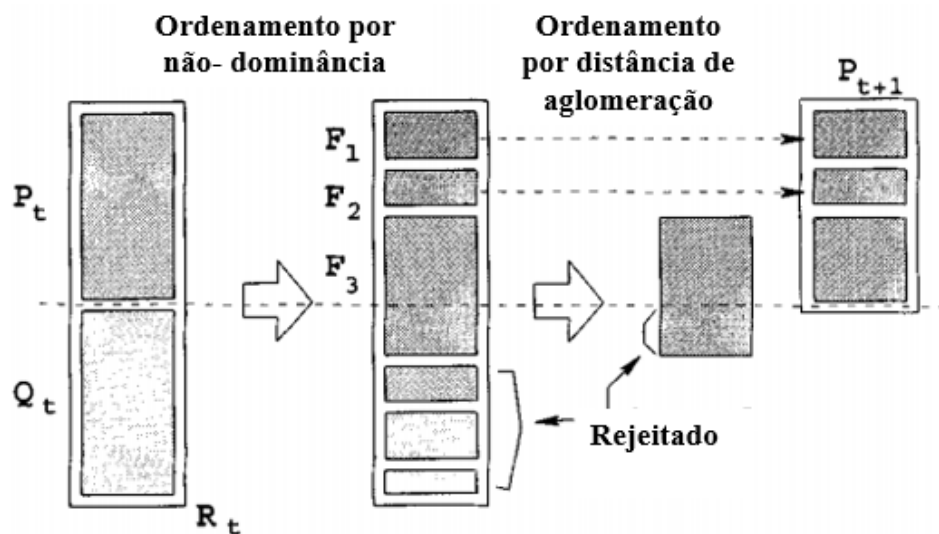 Ordenamento por
não- dominância
Ordenamento
por distância de
aglomeração
P t+1
F 1
F 2
P t
F 3
Q t
Rejeitado
R t